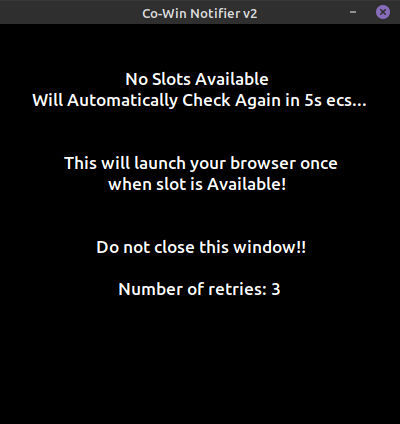 Co-Win Notifier v2
No Slots Available
Will Automatically Check Again in 5s ecs...
This will launch your browser once
when slot is Available!
Do not close this window!!
Number of retries: 3